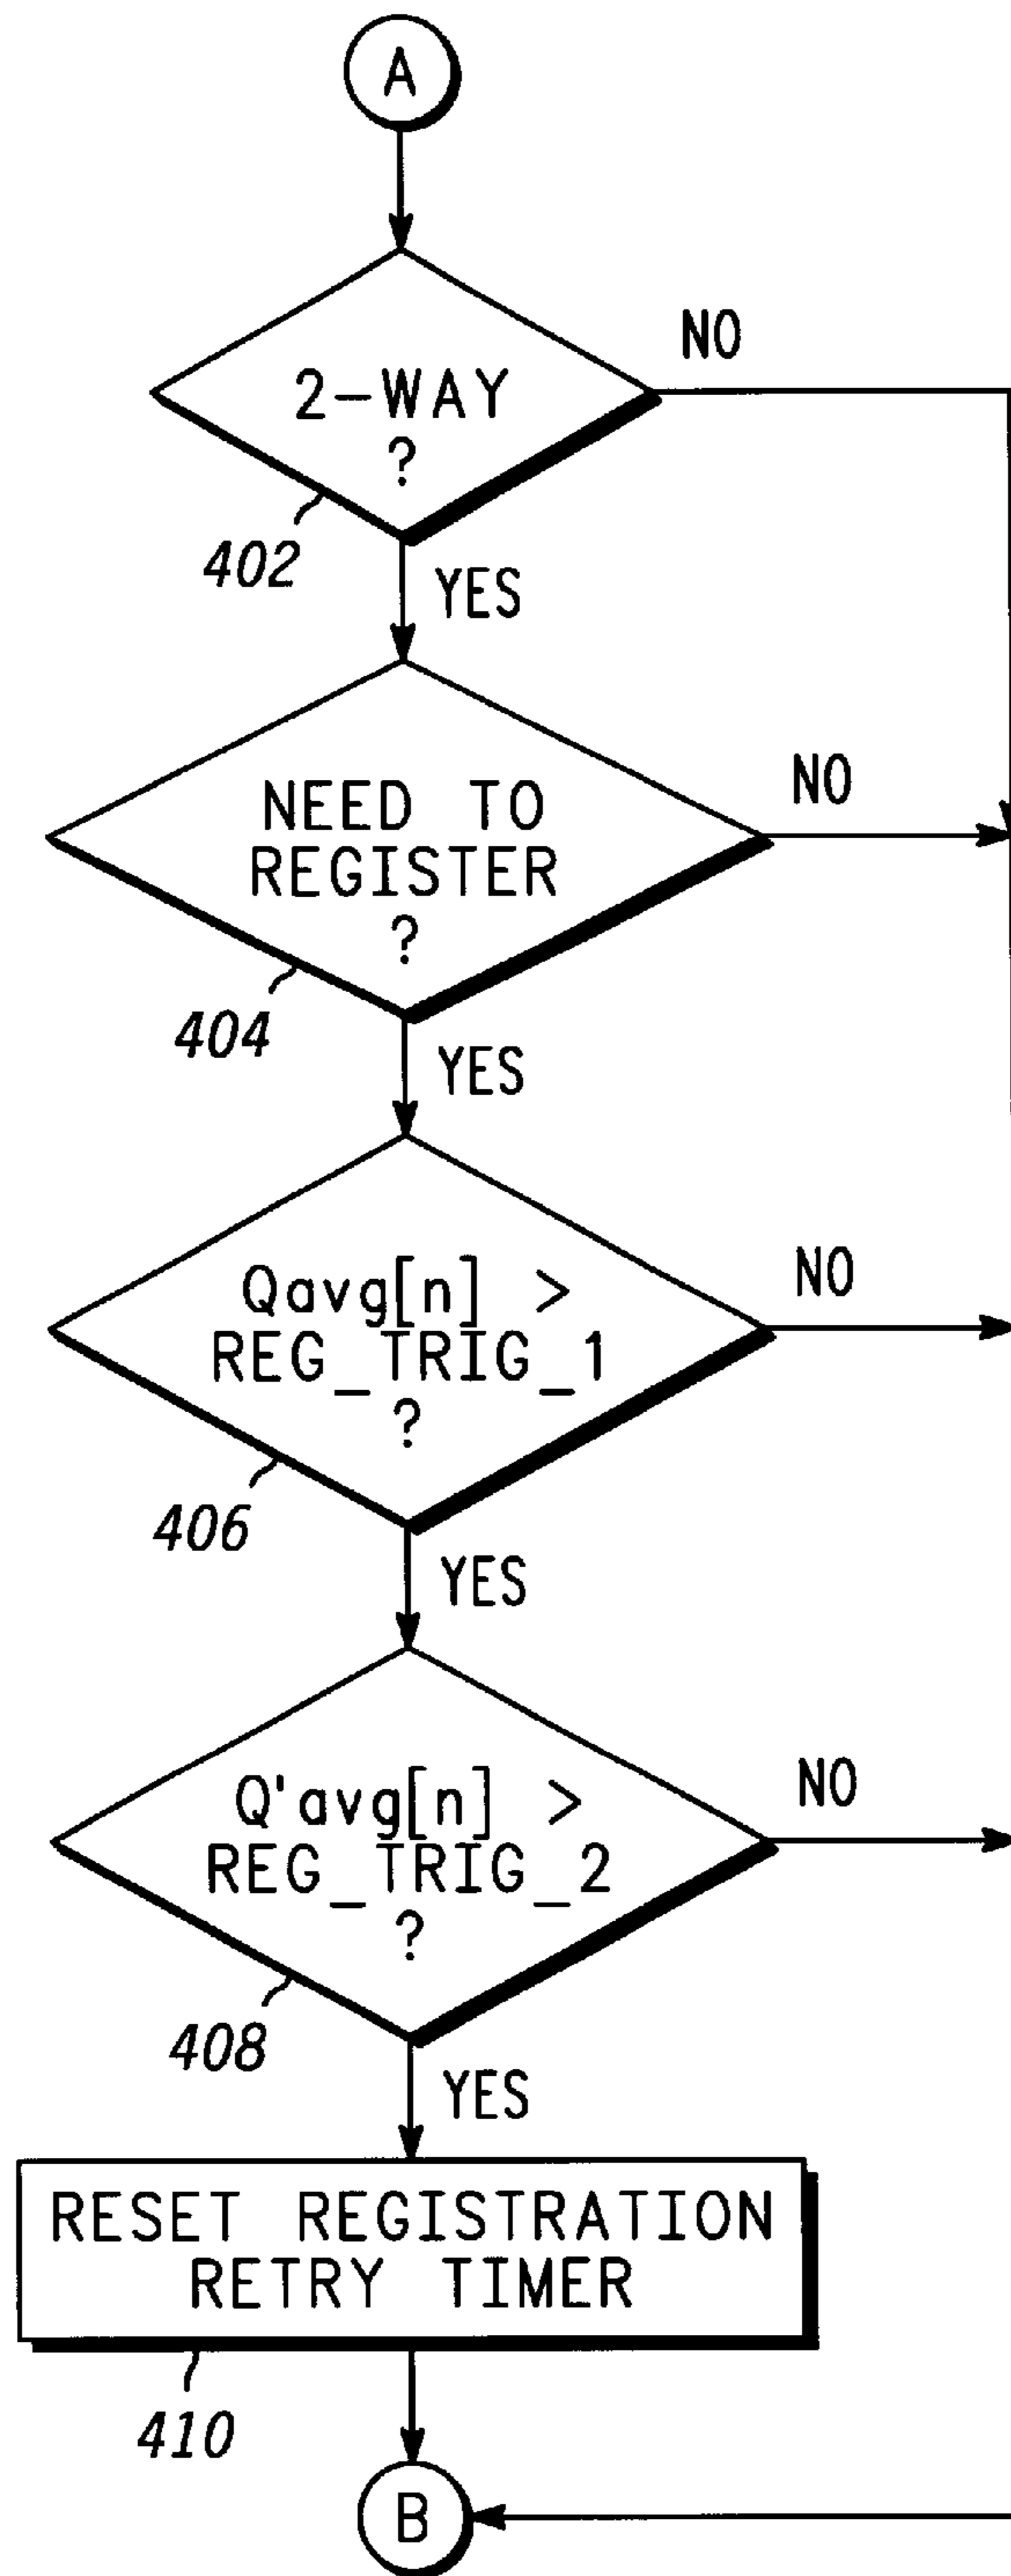 A
NO
2-WAY
?
402
YES
NO
NEED TO
REGISTER
?
404
YES
NO
Qavg[n] >
REG_TRIG_1
?
406
YES
NO
Q'avg[n] >
REG_TRIG_2
?
408
YES
RESET REGISTRATION
RETRY TIMER
410
B